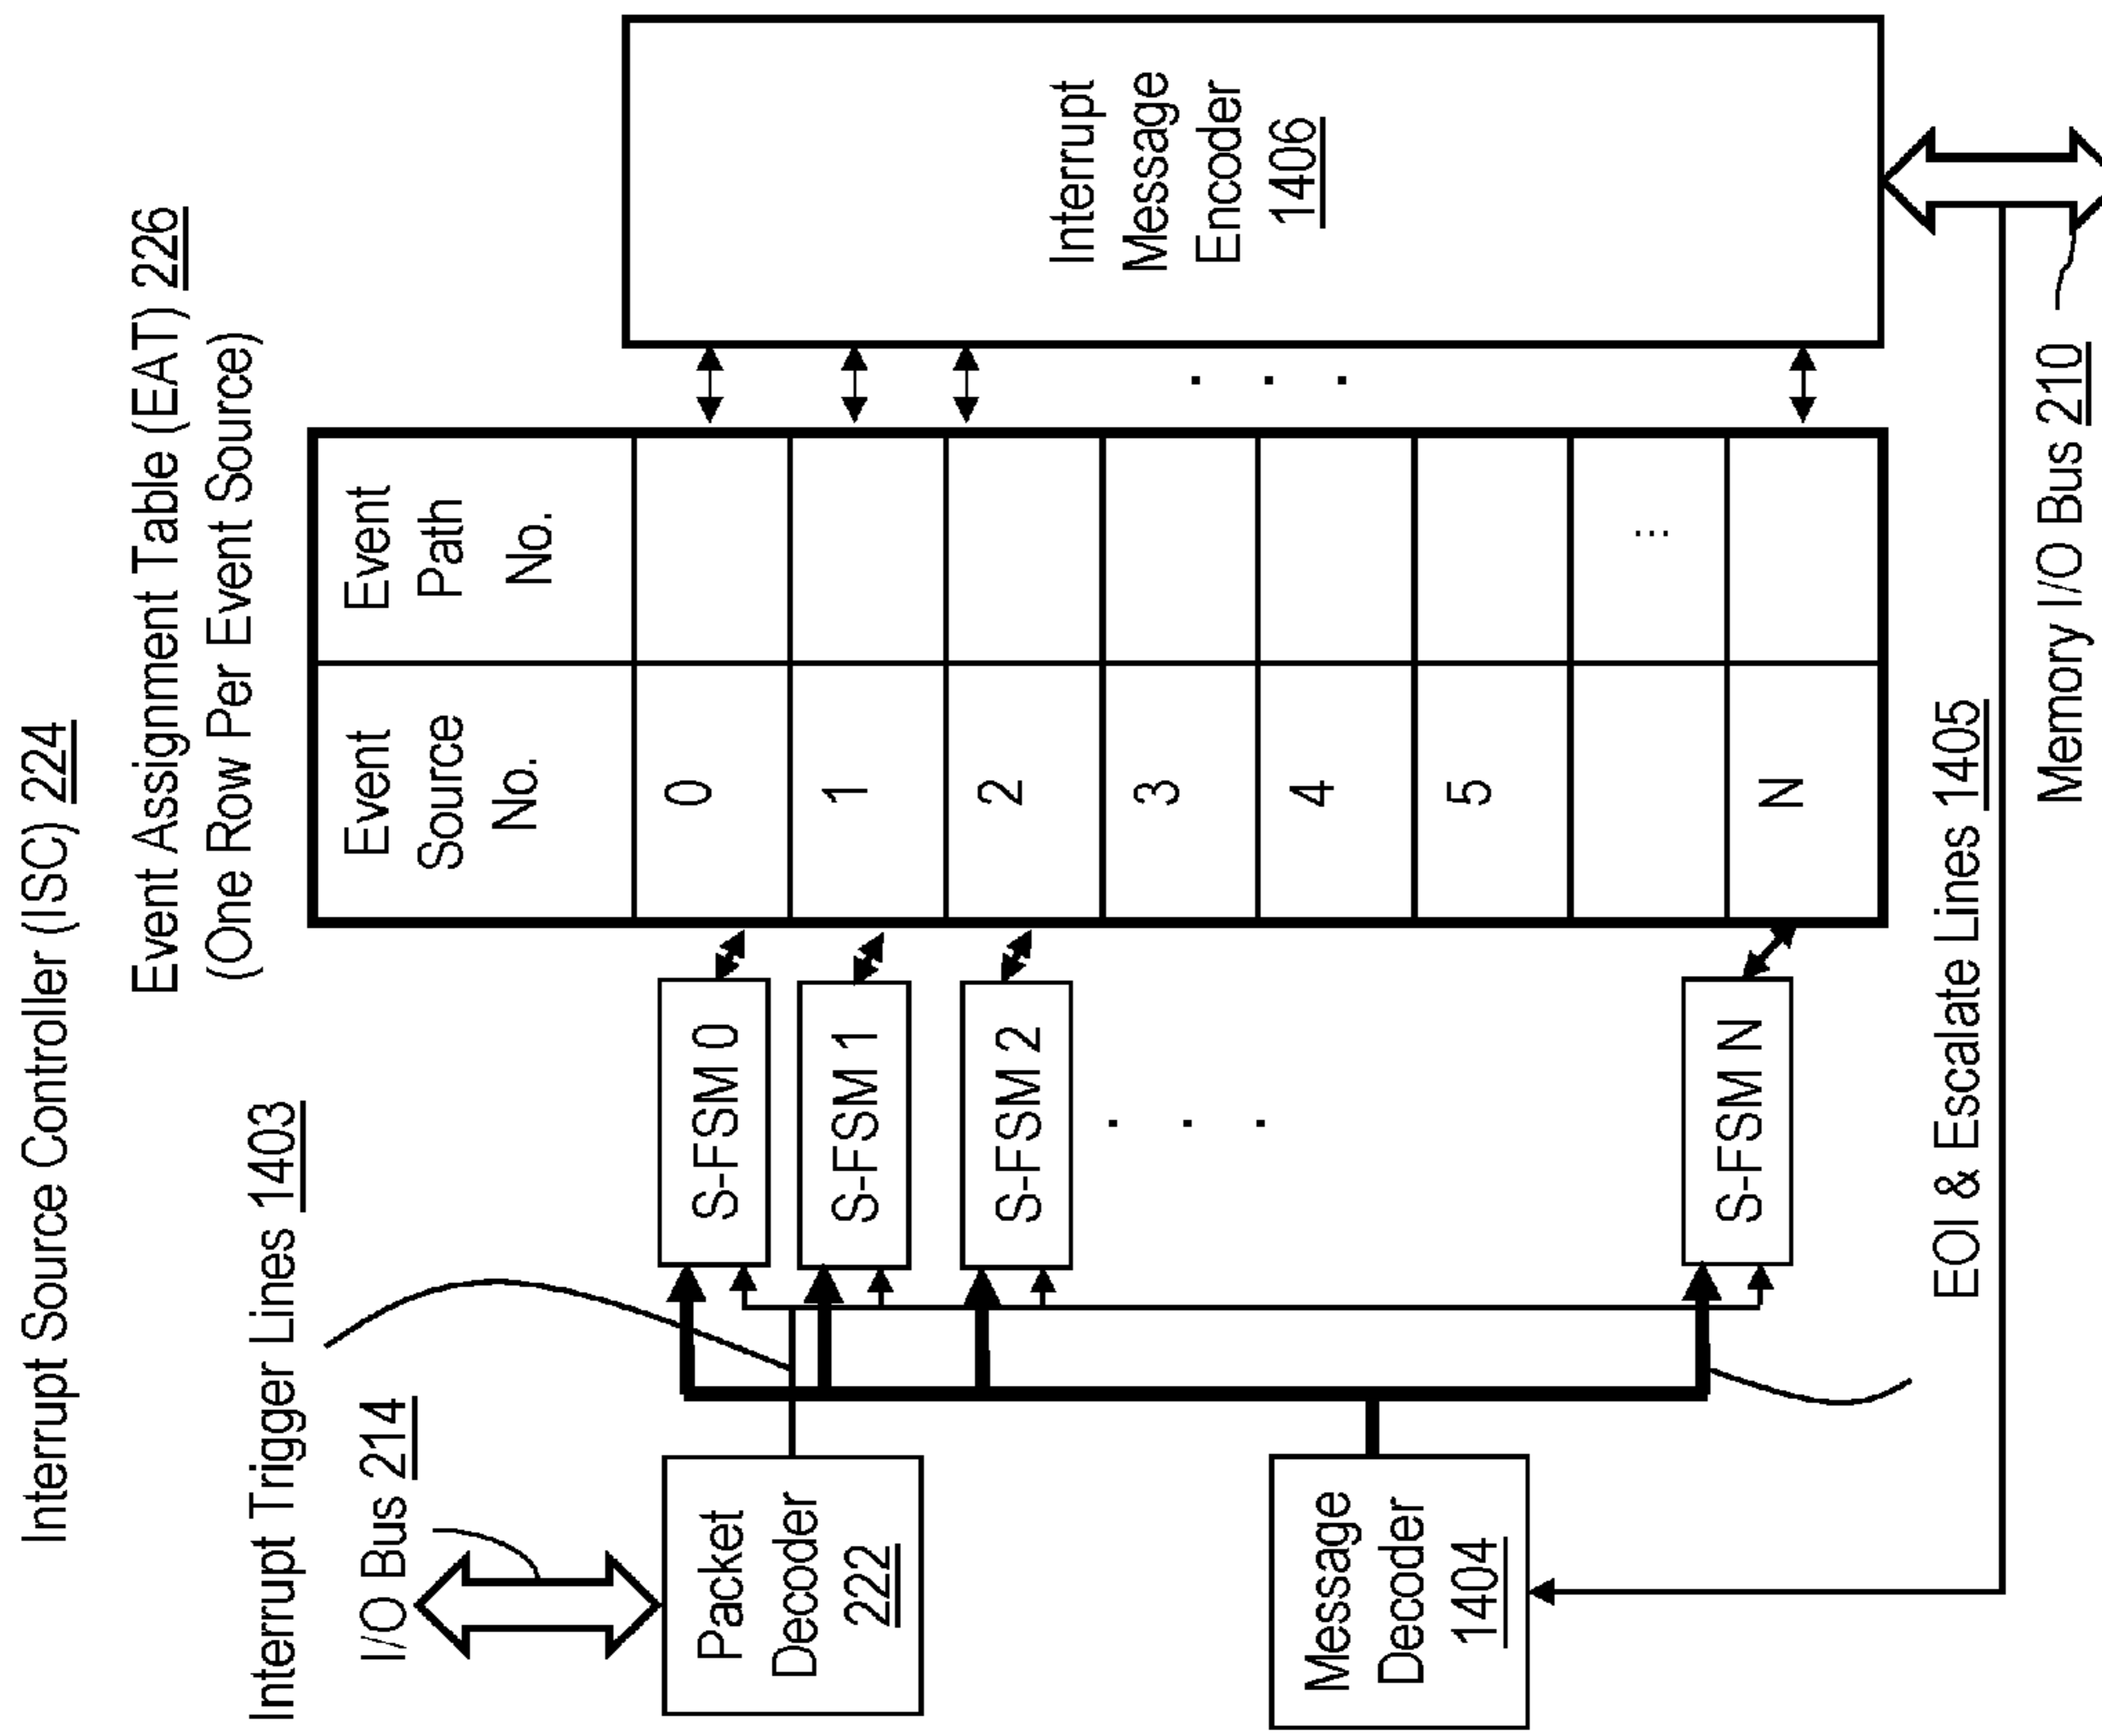 Interrupt Source Controller (ISC) 224
Event Assignment Table (EAT) 226
(One Row Per Event Source)
Interrupt Trigger Lines 1403
I/O Bus 214
Packet
Decoder
222
Message
Decoder
1404
S-FSM 0
S-FSM 1
S-FSM 2
. . .
S-FSM N
Event
Source
No.
Event
Path
No.
0
1
2
3
4
5
...
N
. . .
Interrupt
Message
Encoder
1406
EOI & Escalate Lines 1405
Memory I/O Bus 210